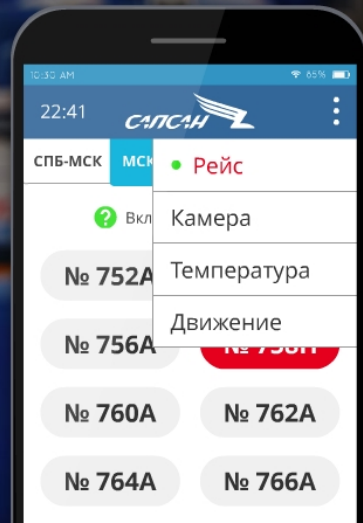 10:30 AM 65%
22:41 САПСАН
СПБ-МСК МСК
• Рейс
? Вкл
Камера
№ 752А
Температура
№ 756А
Движение
№ 760А № 762А
№ 764А № 766А